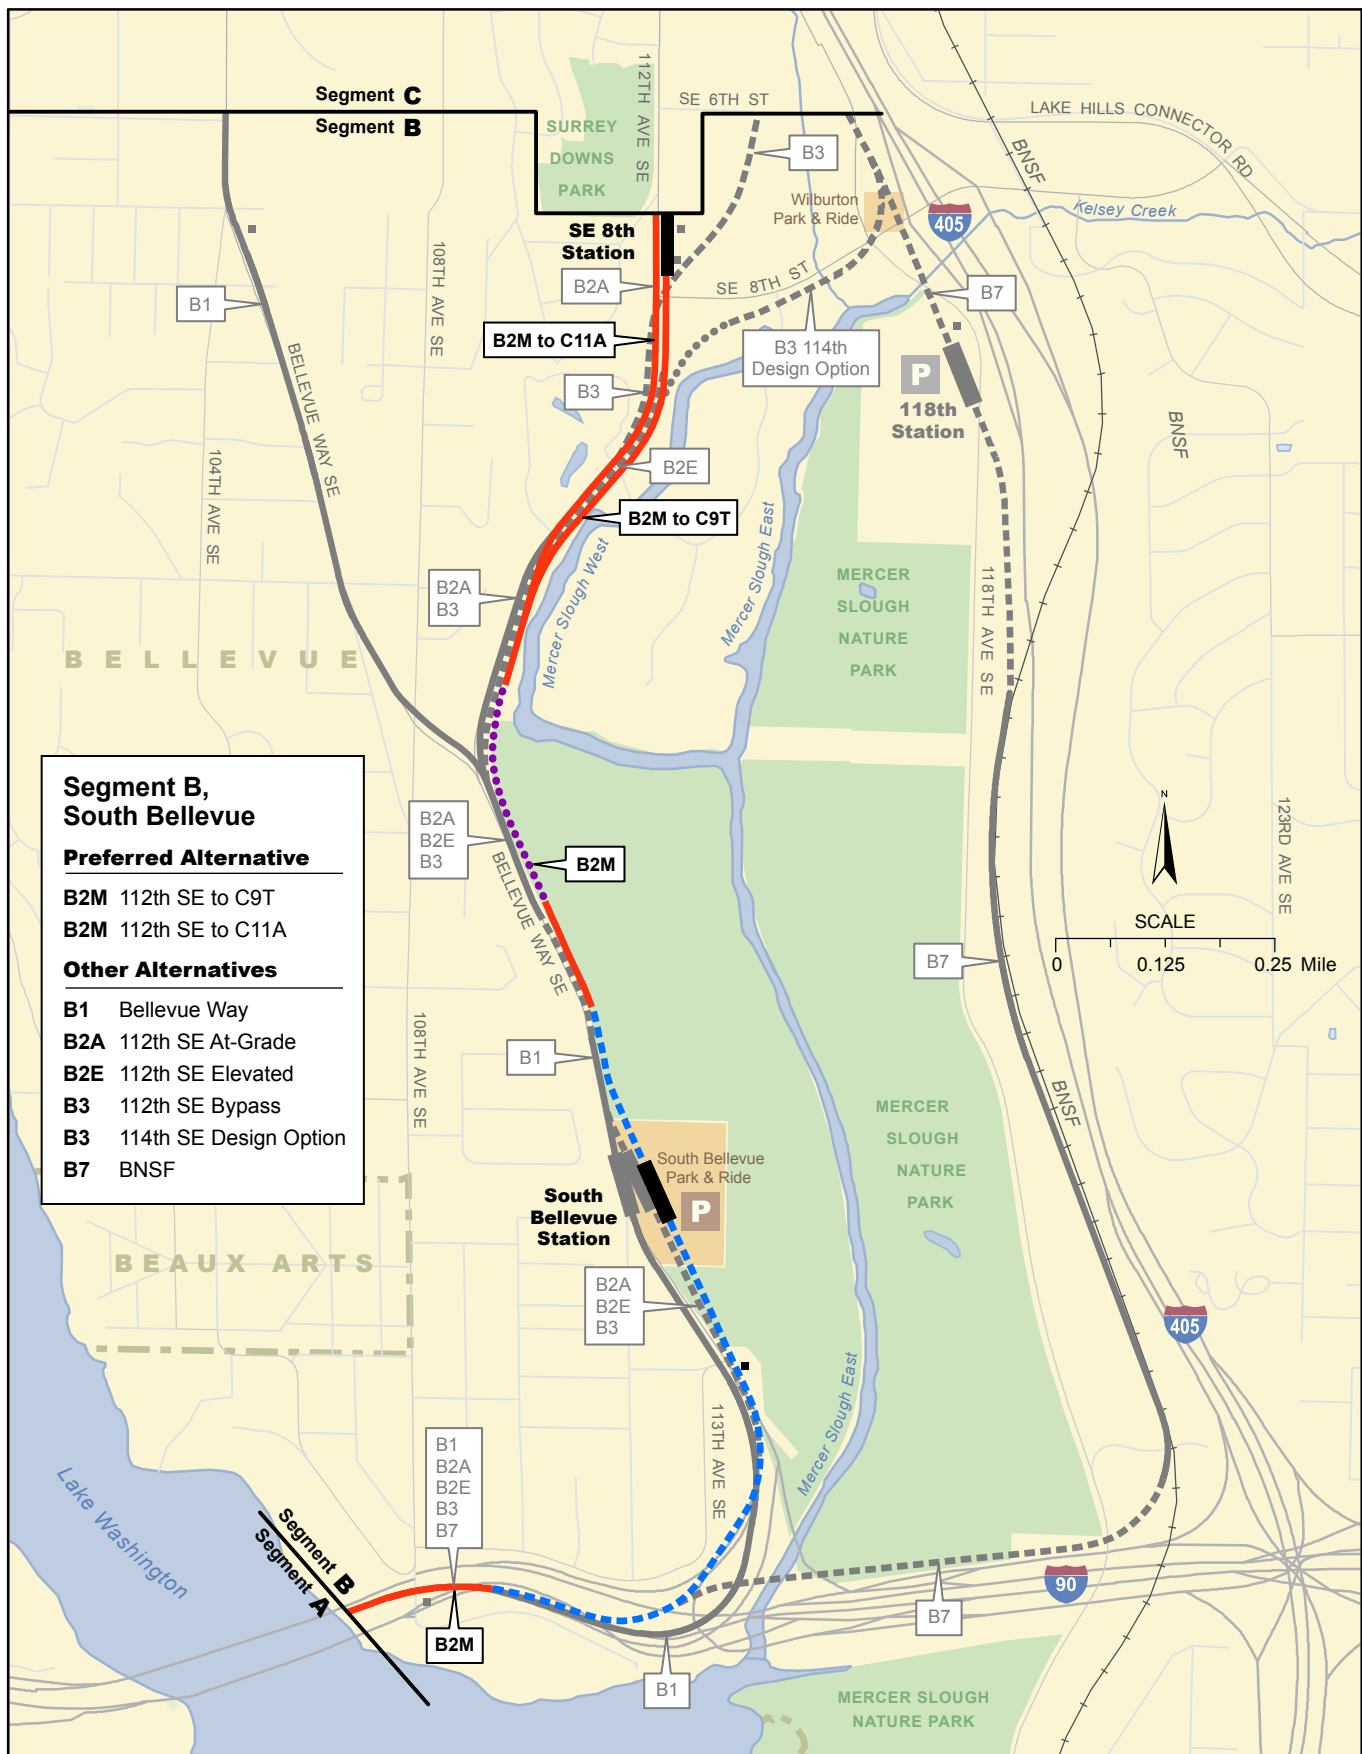 Segment C
Segment B
SURREY
DOWNS
PARK
112TH AVE SE
SE 6TH ST
LAKE HILLS CONNECTOR RD
BNSF
B3
Wilburton
Park & Ride
405
Kelsey Creek
SE 8th
Station
108TH AVE SE
B1
B2A
SE 8TH ST
B7
B2M to C11A
B3 114th
Design Option
P
118th
Station
BELLEVUE WAY SE
B3
BNSF
104TH AVE SE
B2E
B2M to C9T
Mercer Slough West
Mercer Slough East
B2A
B3
MERCER
SLOUGH
NATURE
PARK
118TH AVE SE
BELLEVUE
Segment B,
South Bellevue
Preferred Alternative
B2M 112th SE to C9T
B2M 112th SE to C11A
Other Alternatives
B1 Bellevue Way
B2A 112th SE At-Grade
B2E 112th SE Elevated
B3 112th SE Bypass
B3 114th SE Design Option
B7 BNSF
B2A
B2E
B3
B2M
BELLEVUE WAY SE
N
123RD AVE SE
SCALE
0 0.125 0.25 Mile
B7
108TH AVE SE
B1
BNSF
MERCER
SLOUGH
NATURE
PARK
South Bellevue
Park & Ride
P
South
Bellevue
Station
BEAUX ARTS
B2A
B2E
B3
405
Mercer Slough East
113TH AVE SE
B1
B2A
B2E
B3
B7
Lake Washington
Segment B
Segment A
B2M
90
B7
B1
MERCER SLOUGH
NATURE PARK